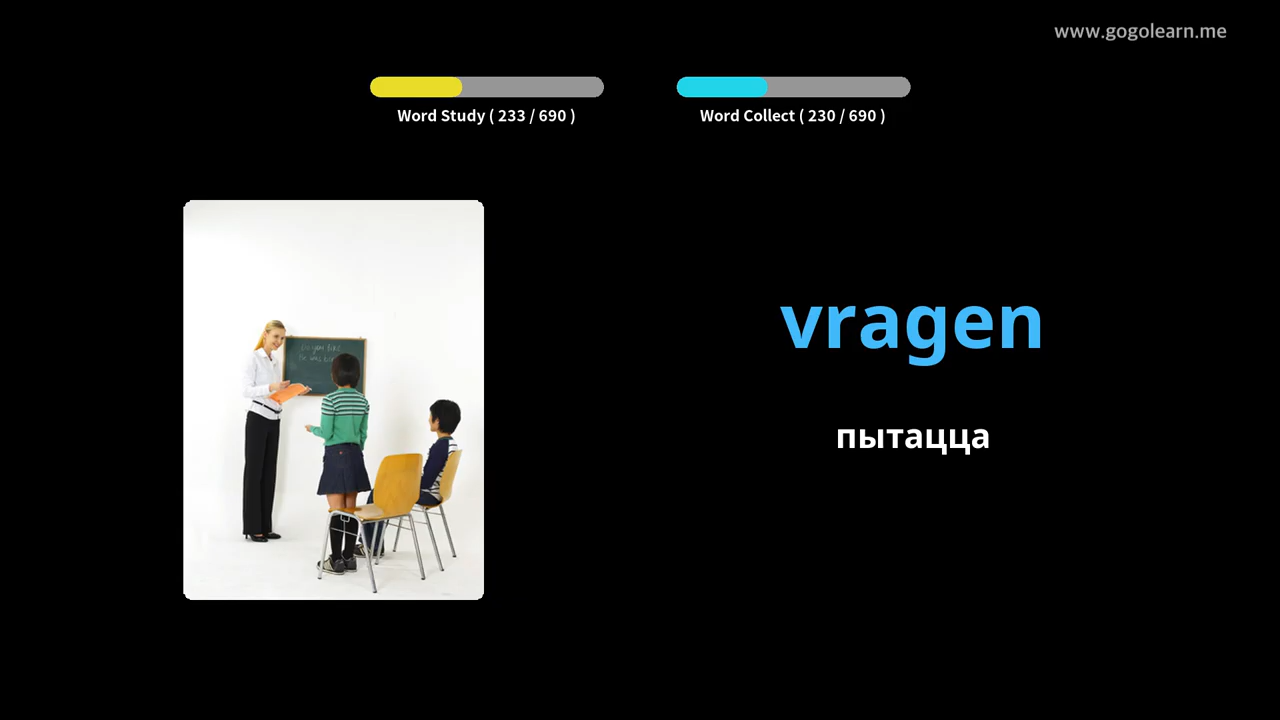 www.gogolearn.me
Word Study ( 233 / 690 )
Word Collect ( 230 / 690 )
vragen
пытацца